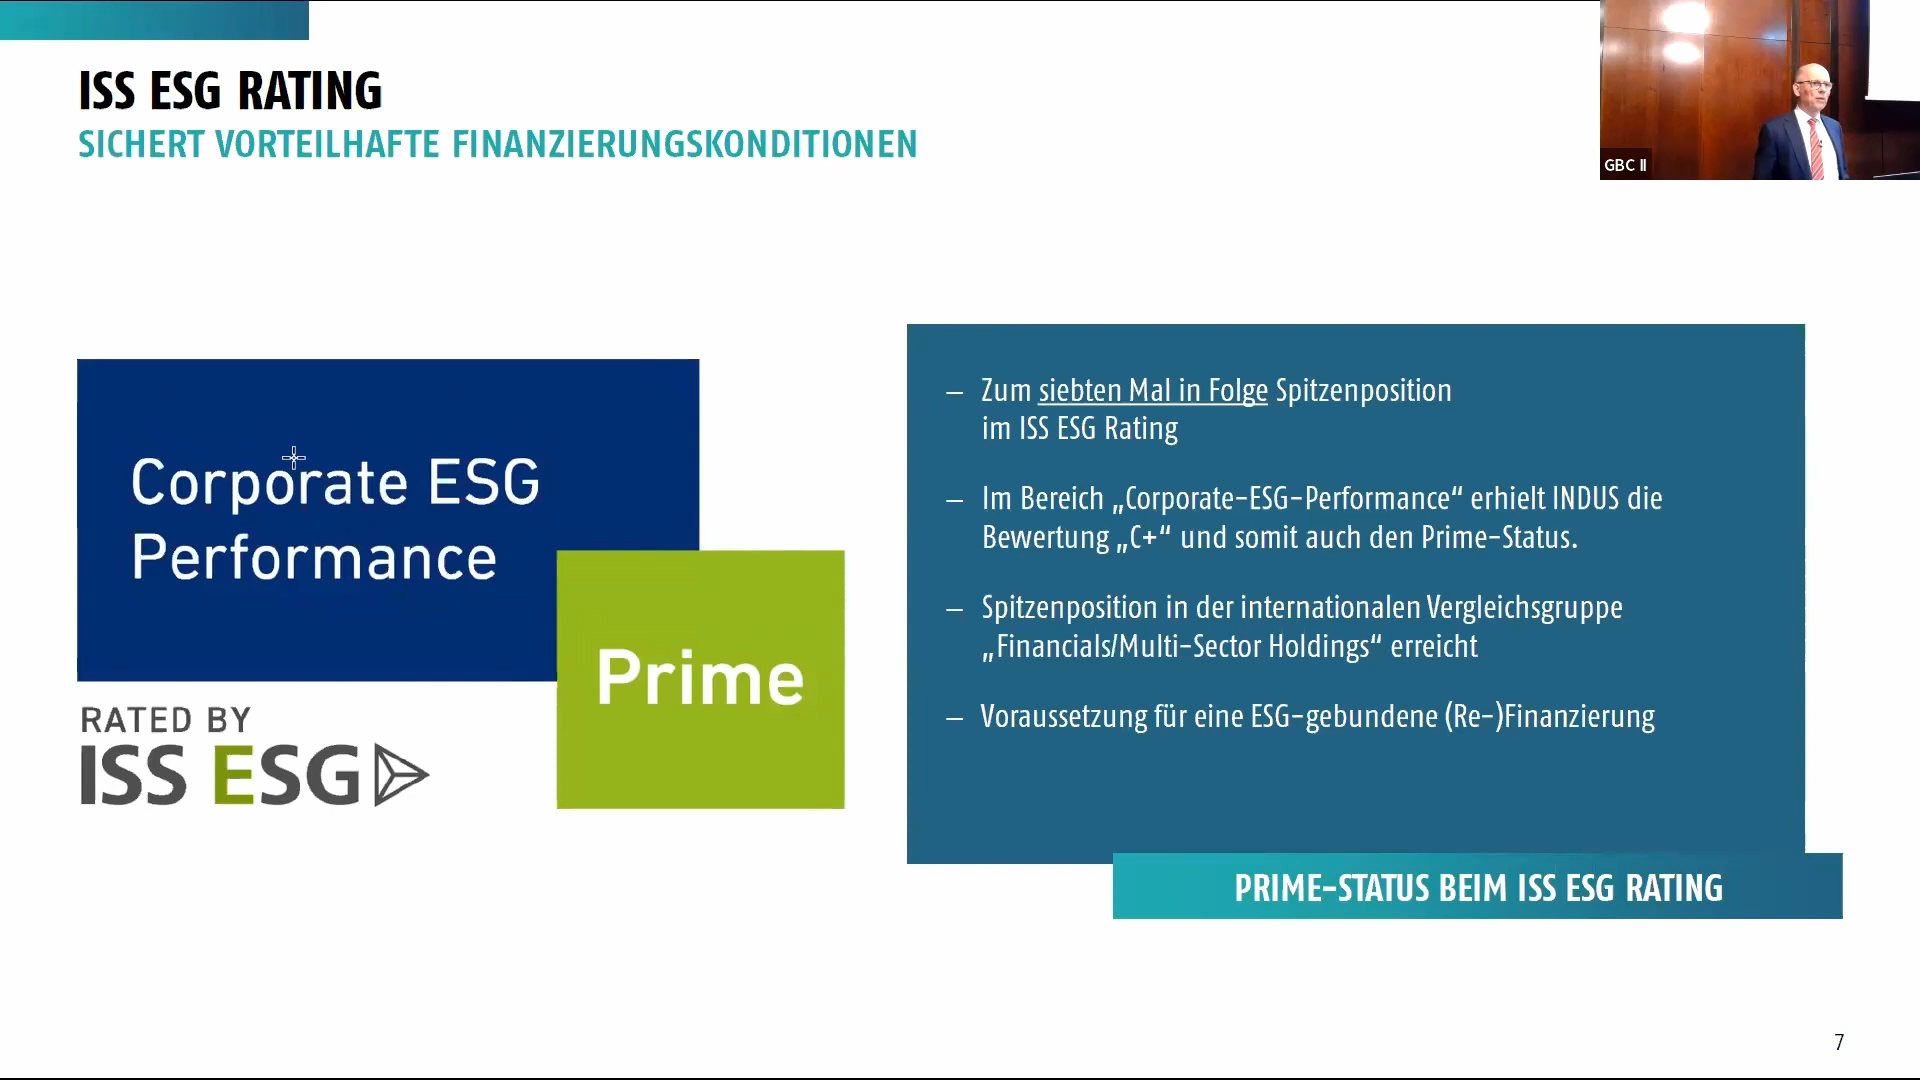 ISS ESG RATING
SICHERT VORTEILHAFTE FINANZIERUNGSKONDITIONEN
GBC II
Corporate ESG
Performance
Prime
RATED BY
ISS ESG
– Zum siebten Mal in Folge Spitzenposition
im ISS ESG Rating
– Im Bereich „Corporate-ESG-Performance“ erhielt INDUS die
Bewertung „C+“ und somit auch den Prime-Status.
– Spitzenposition in der internationalen Vergleichsgruppe
„Financials/Multi-Sector Holdings“ erreicht
– Voraussetzung für eine ESG-gebundene (Re-)Finanzierung
PRIME-STATUS BEIM ISS ESG RATING
7